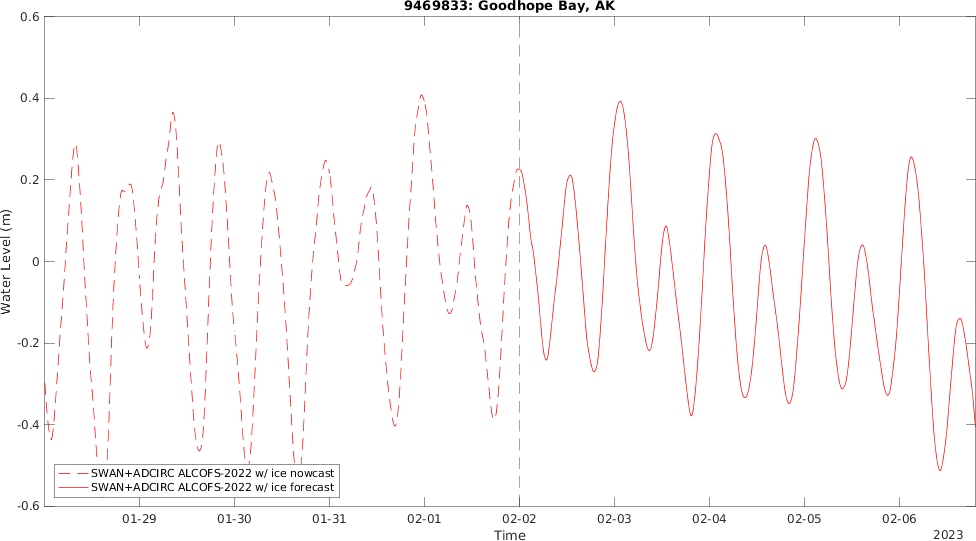 9469833: Goodhope Bay, AK
0.6
0.4
0.2
0
-0.2
-0.4
-0.6
Water Level (m)
SWAN+ADCIRC ALCOFS-2022 w/ ice nowcast
SWAN+ADCIRC ALCOFS-2022 w/ ice forecast
01-29 01-30 01-31 02-01 02-02 02-03 02-04 02-05 02-06
Time
2023